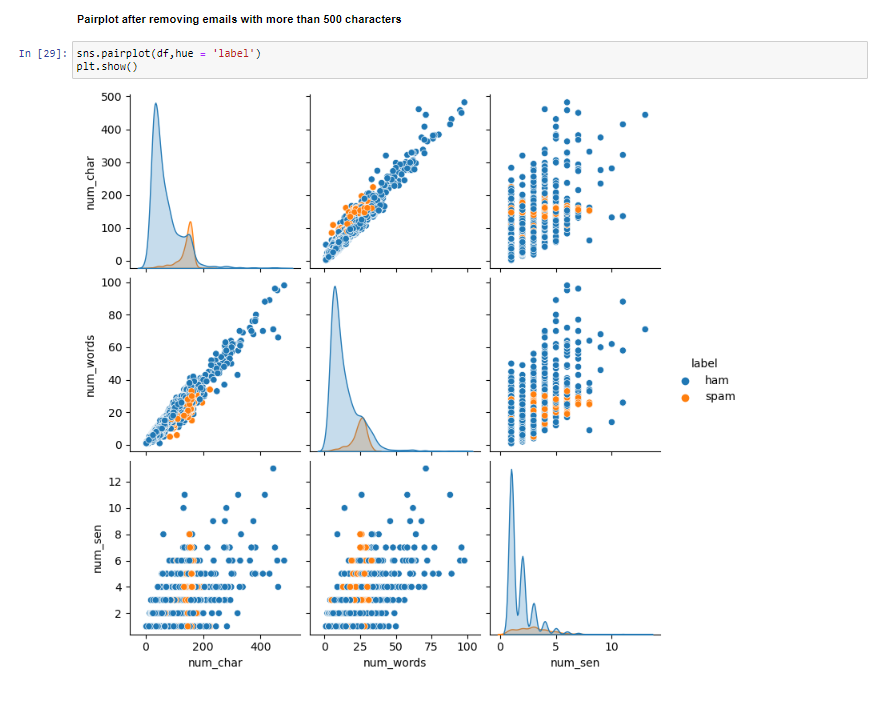 Pairplot after removing emails with more than 500 characters
In [29]: sns.pairplot(df,hue = 'label')
plt.show()
500
400
300
200
100
0
num_char
100
80
60
40
20
0
num_words
label
ham
spam
12
10
8
6
4
2
num_sen
0 200 400 0 25 50 75 100 0 5 10
num_char num_words num_sen